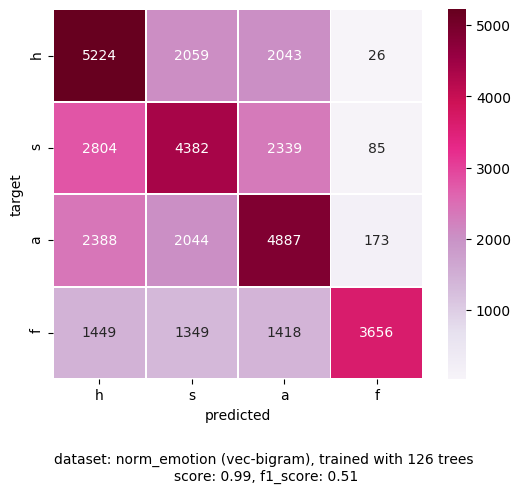 h 5224 2059 2043 26 5000
s 2804 4382 2339 85 4000
target
3000
a 2388 2044 4887 173 2000
f 1449 1349 1418 3656 1000
h s a f
predicted
dataset: norm_emotion (vec-bigram), trained with 126 trees
score: 0.99, f1_score: 0.51